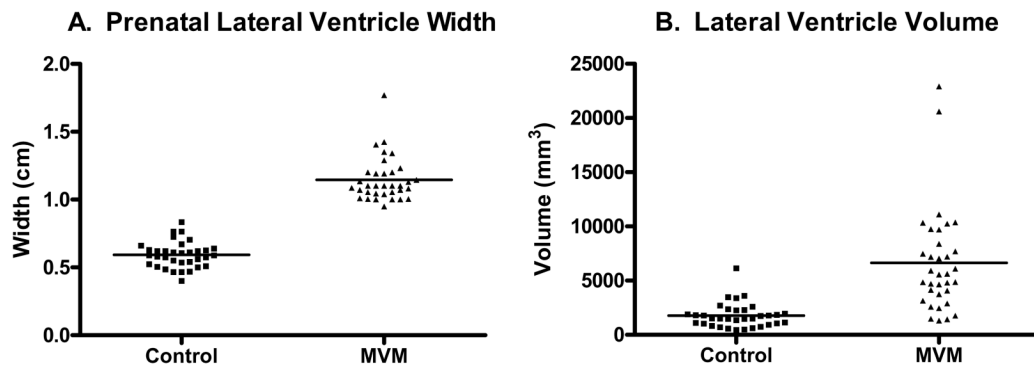 A. Prenatal Lateral Ventricle Width
2.0
1.5
1.0
0.5
0.0
Width (cm)
Control
MVM
B. Lateral Ventricle Volume
25000
20000
15000
10000
5000
0
Volume (mm³)
Control
MVM